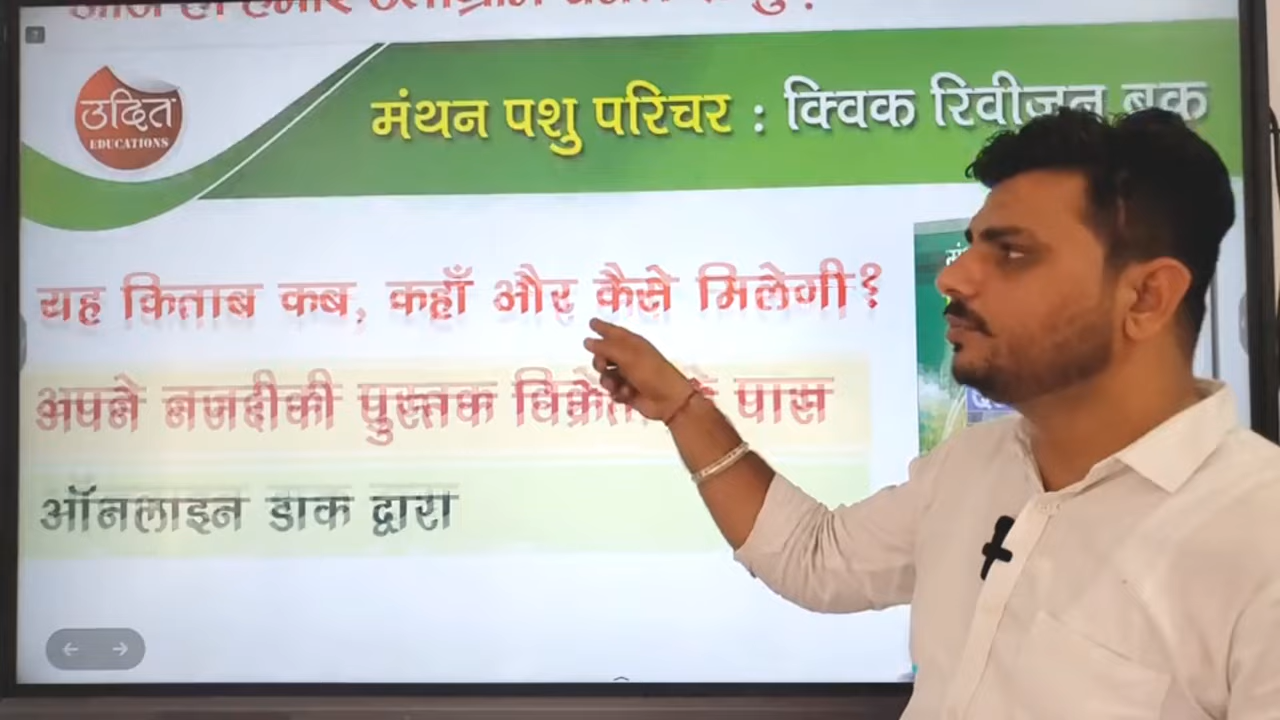 उदित
EDUCATIONS
मंथन पशु परिचर : क्विक रिवीजन बुक
यह किताब कब, कहाँ और कैसे मिलेगी?
अपने नजदीकी पुस्तक विक्रेता के पास
ऑनलाइन डाक द्वारा